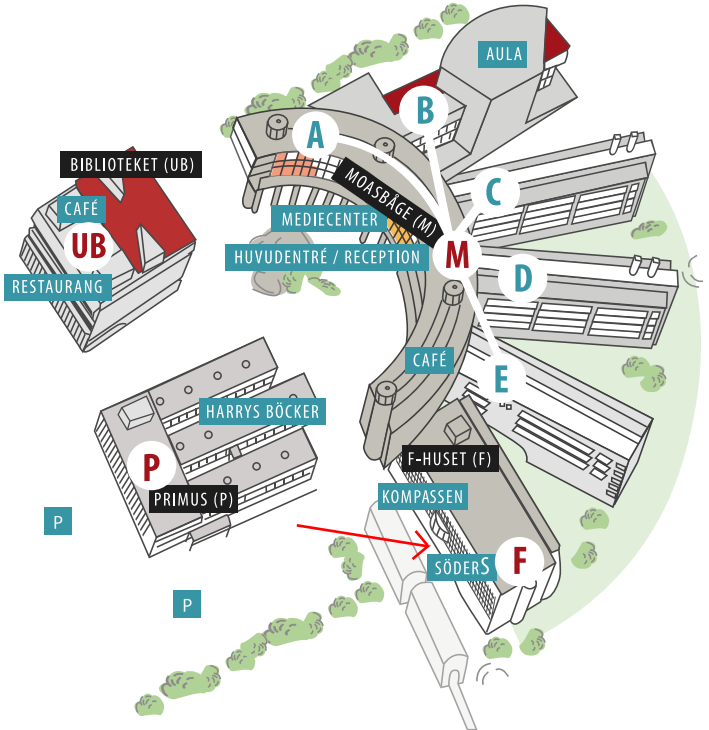 AULA
B
A
BIBLIOTEKET (UB)
MOASBÅGE (M)
C
CAFÉ
MEDIECENTER
UB
HUVUDENTRÉ / RECEPTION
M
RESTAURANG
D
CAFÉ
E
HARRYS BÖCKER
F-HUSET (F)
P
PRIMUS (P)
KOMPASSEN
P
SÖDERS
F
P